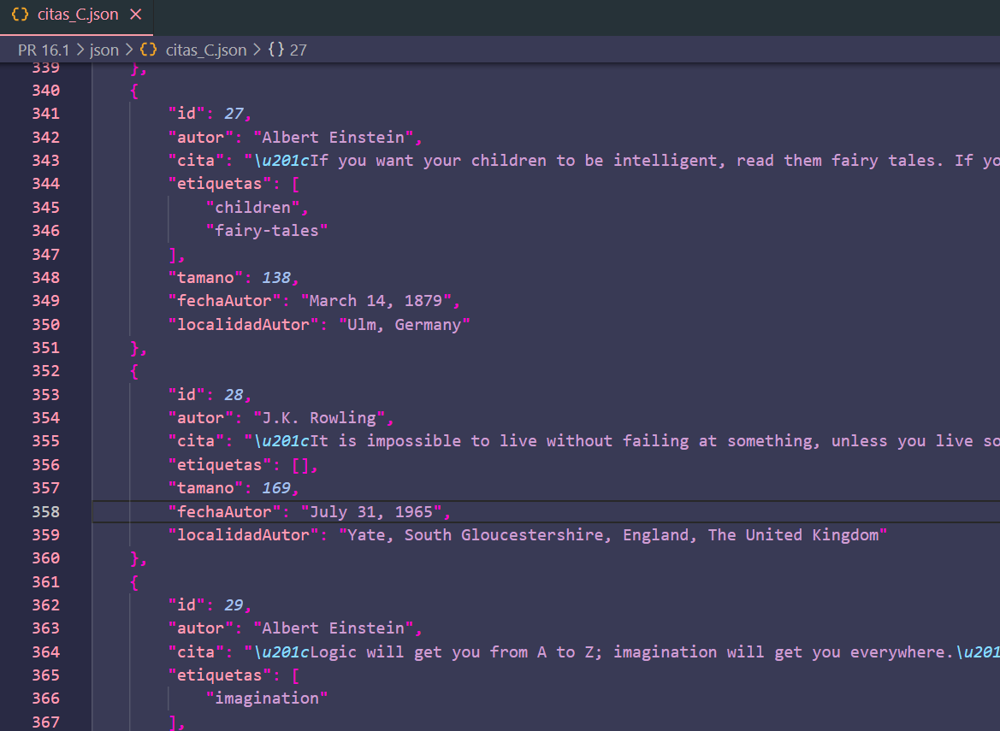 citas_C.json
PR 16.1 > json > {} citas_C.json > {} 27
339 },
340 {
341 "id": 27,
342 "autor": "Albert Einstein",
343 "cita": "\u201cIf you want your children to be intelligent, read them fairy tales. If yo
344 "etiquetas": [
345 "children",
346 "fairy-tales"
347 ],
348 "tamano": 138,
349 "fechaAutor": "March 14, 1879",
350 "localidadAutor": "Ulm, Germany"
351 },
352 {
353 "id": 28,
354 "autor": "J.K. Rowling",
355 "cita": "\u201cIt is impossible to live without failing at something, unless you live so
356 "etiquetas": [],
357 "tamano": 169,
358 "fechaAutor": "July 31, 1965",
359 "localidadAutor": "Yate, South Gloucestershire, England, The United Kingdom"
360 },
361 {
362 "id": 29,
363 "autor": "Albert Einstein",
364 "cita": "\u201cLogic will get you from A to Z; imagination will get you everywhere.\u201
365 "etiquetas": [
366 "imagination"
367 ],